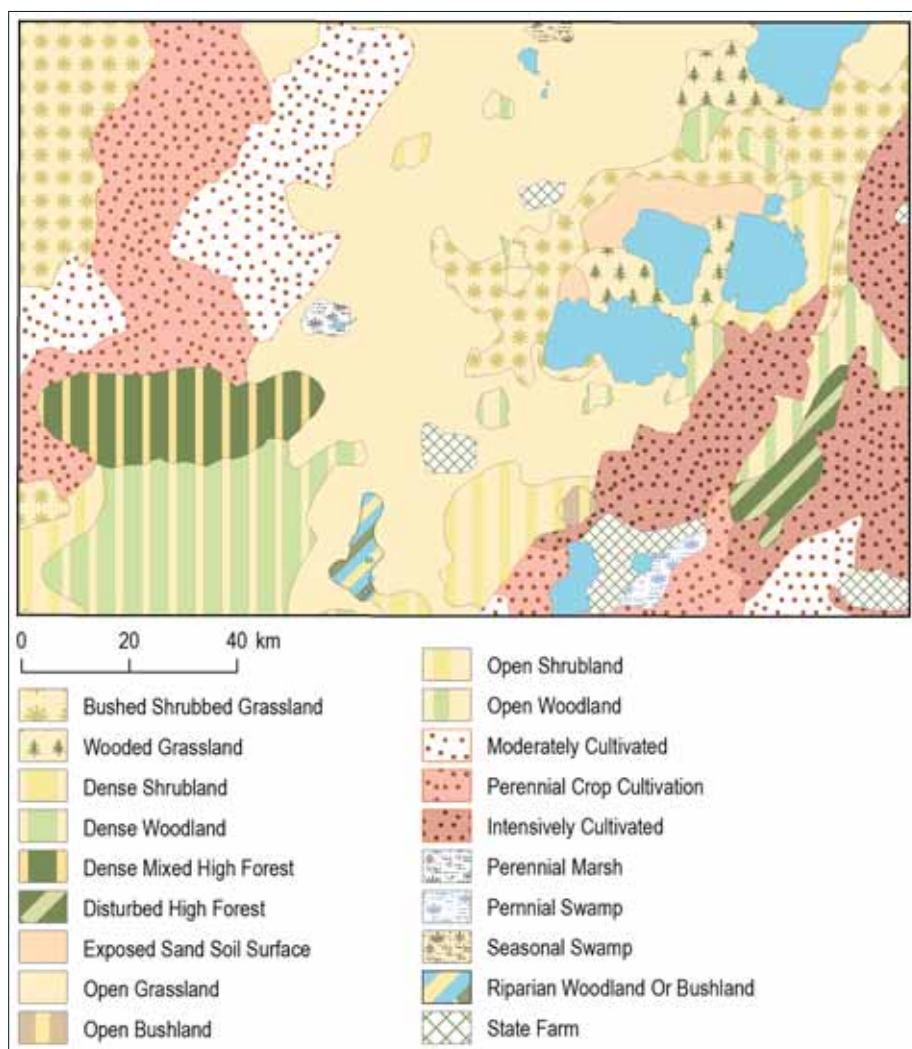 0 20 40 km
Bushed Shrubbed Grassland
Wooded Grassland
Dense Shrubland
Dense Woodland
Dense Mixed High Forest
Disturbed High Forest
Exposed Sand Soil Surface
Open Grassland
Open Bushland
Open Shrubland
Open Woodland
Moderately Cultivated
Perennial Crop Cultivation
Intensively Cultivated
Perennial Marsh
Pernnial Swamp
Seasonal Swamp
Riparian Woodland Or Bushland
State Farm